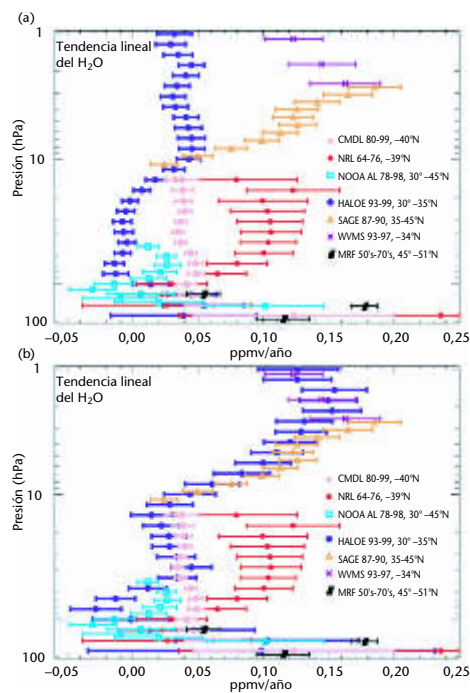 (a)
1
Tendencia lineal
del H2O
Presión (hPa)
CMDL 80-99, –40°N
NRL 64-76, –39°N
NOOA AL 78-98, 30° –45°N
10
HALOE 93-99, 30° –35°N
SAGE 87-90, 35-45°N
WVMS 93-97, –34°N
MRF 50's-70's, 45° –51°N
100
–0,05 0,00 0,05 0,10 0,15 0,20 0,25
ppmv/año
(b)
1
Tendencia lineal
del H2O
Presión (hPa)
10
CMDL 80-99, –40°N
NRL 64-76, –39°N
NOOA AL 78-98, 30° –45°N
HALOE 93-99, 30° –35°N
SAGE 87-90, 35-45°N
WVMS 93-97, –34°N
MRF 50's-70's, 45° –51°N
100
–0,05 0,00 0,05 0,10 0,15 0,20 0,25
ppmv/año